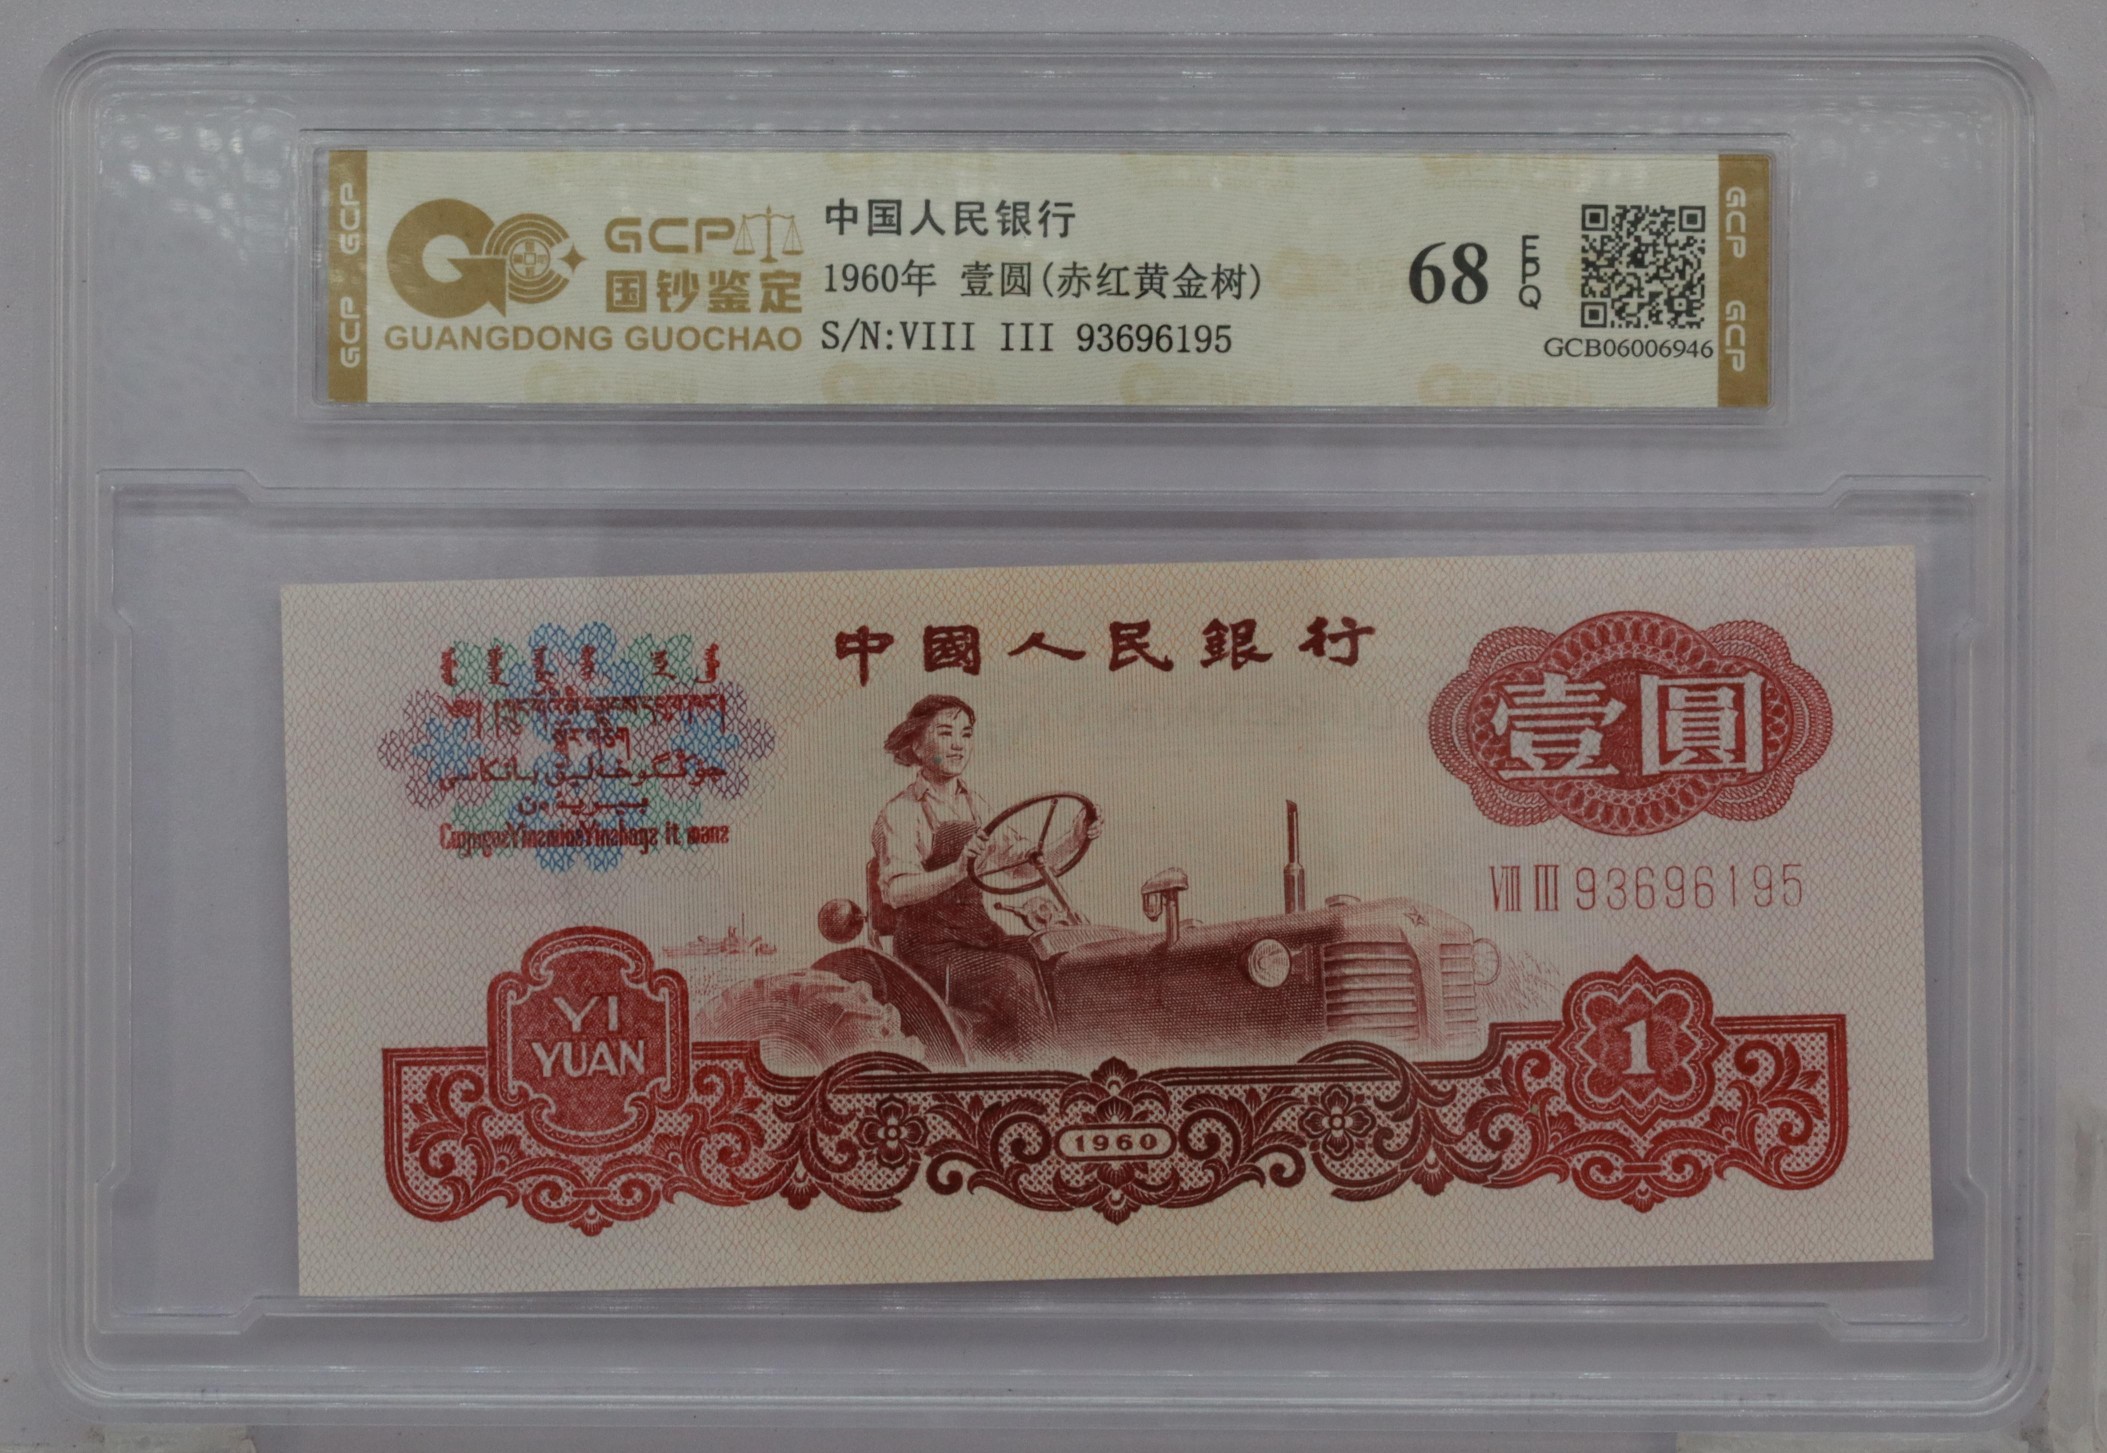 GCP GCP
GCP
国钞鉴定
GUANGDONG GUOCHAO
中国人民银行
1960年 壹圆(赤红黄金树)
S/N:VIII III 93696195
68
EPQ
GCB06006946
GCP GCP
中國人民銀行
壹圓
VIII III 93696195
YI
YUAN
1
1960